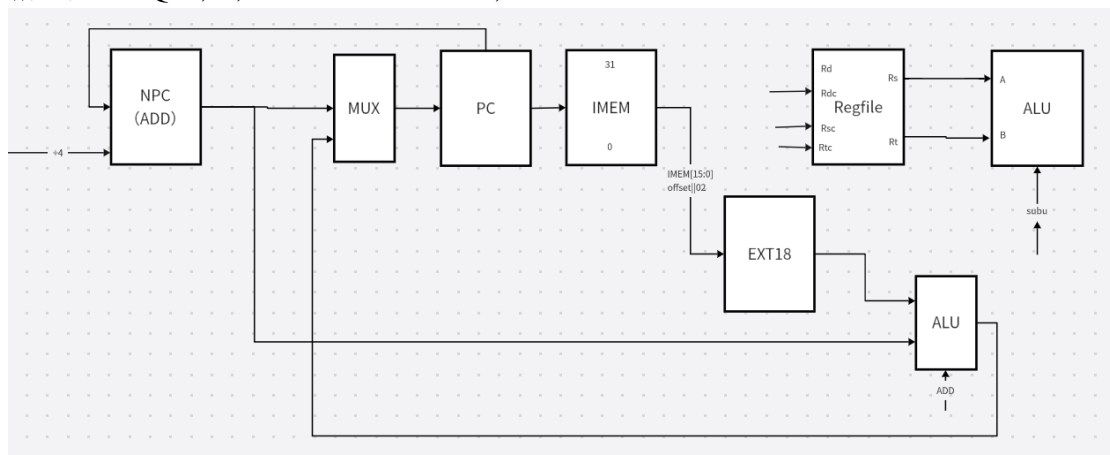 NPC
（ADD）
+4
MUX
PC
31
IMEM
0
IMEM[15:0]
offset||02
EXT18
Rd
Rdc
Rsc
Rtc
Regfile
Rs
Rt
A
B
ALU
subu
ALU
ADD